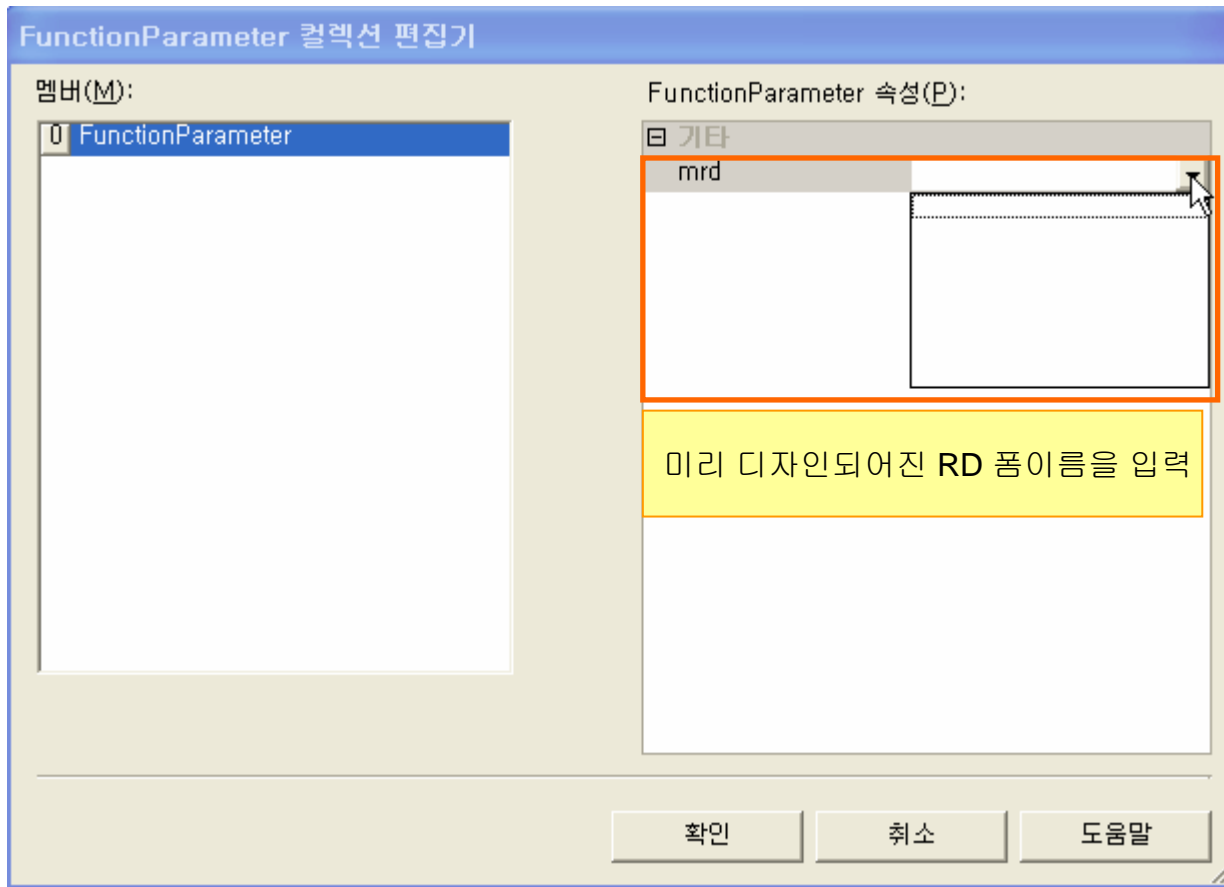 FunctionParameter 컬렉션 편집기
멤버(M):
FunctionParameter 속성(P):
0 FunctionParameter
기타
mrd
미리 디자인되어진 RD 폼이름을 입력
확인
취소
도움말